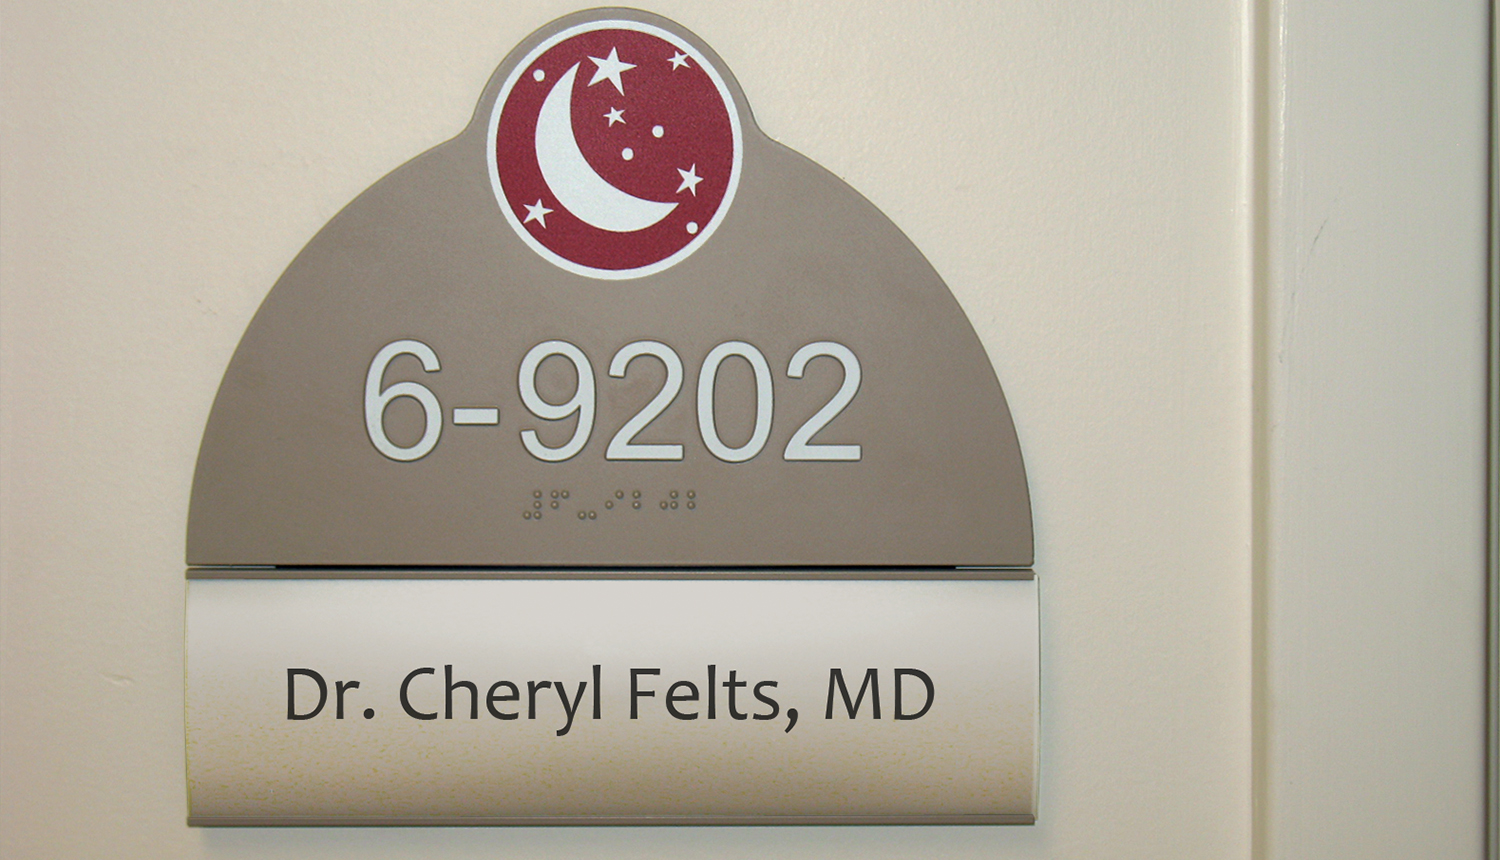 6-9202
Dr. Cheryl Felts, MD